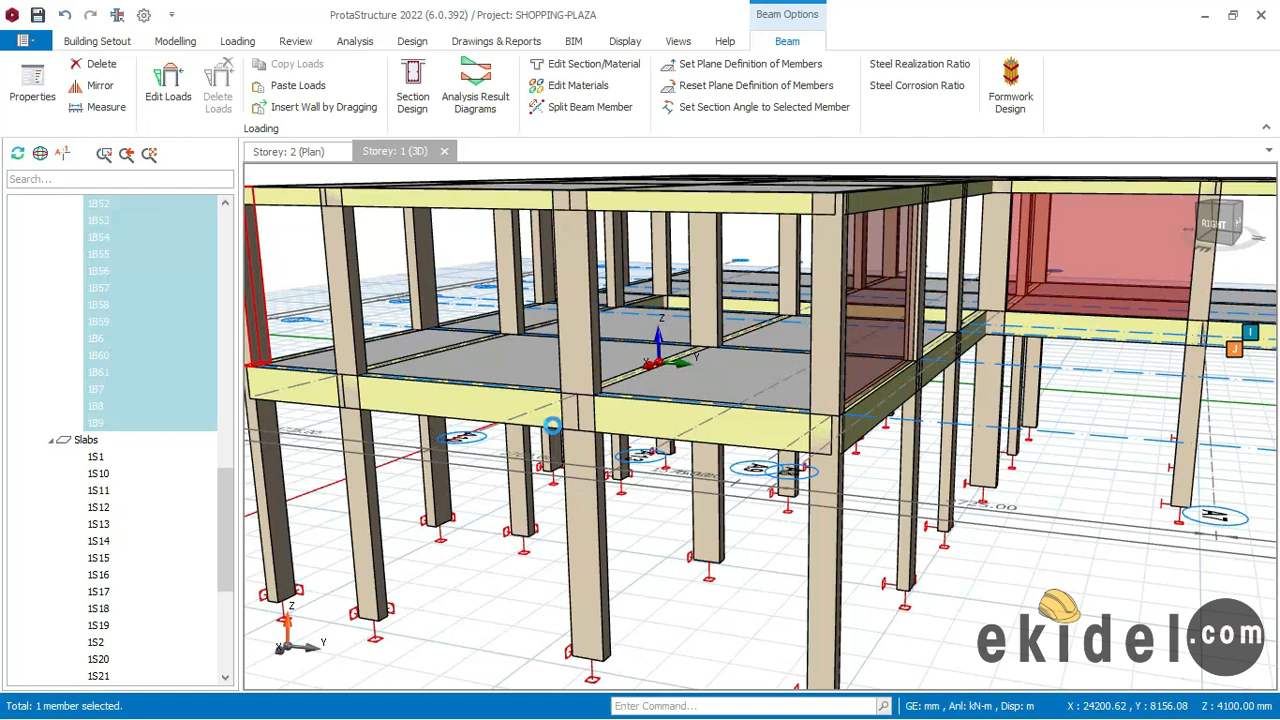 ProtaStructure 2022 (6.0.392) / Project: SHOPPING-PLAZA
Beam Options
Building Setout
Modelling
Loading
Review
Analysis
Design
Drawings & Reports
BIM
Display
Views
Help
Beam
Properties
Delete
Mirror
Measure
Edit Loads
Delete Loads
Copy Loads
Paste Loads
Insert Wall by Dragging
Loading
Section Design
Analysis Result Diagrams
Edit Section/Material
Edit Materials
Split Beam Member
Set Plane Definition of Members
Reset Plane Definition of Members
Set Section Angle to Selected Member
Steel Realization Ratio
Steel Corrosion Ratio
Formwork Design
Storey: 2 (Plan)
Storey: 1 (3D)
Search...
1B52
1B53
1B54
1B55
1B56
1B57
1B58
1B59
1B6
1B60
1B61
1B7
1B8
1B9
Slabs
1S1
1S10
1S11
1S12
1S13
1S14
1S15
1S16
1S17
1S18
1S19
1S2
1S20
1S21
RIGHT
I
J
Z
X
Y
Z
X
Y
ekidel.com
Total: 1 member selected.
Enter Command...
GE: mm , Anl: kN-m , Disp: m
X : 24200.62 , Y : 8156.08
Z : 4100.00 mm